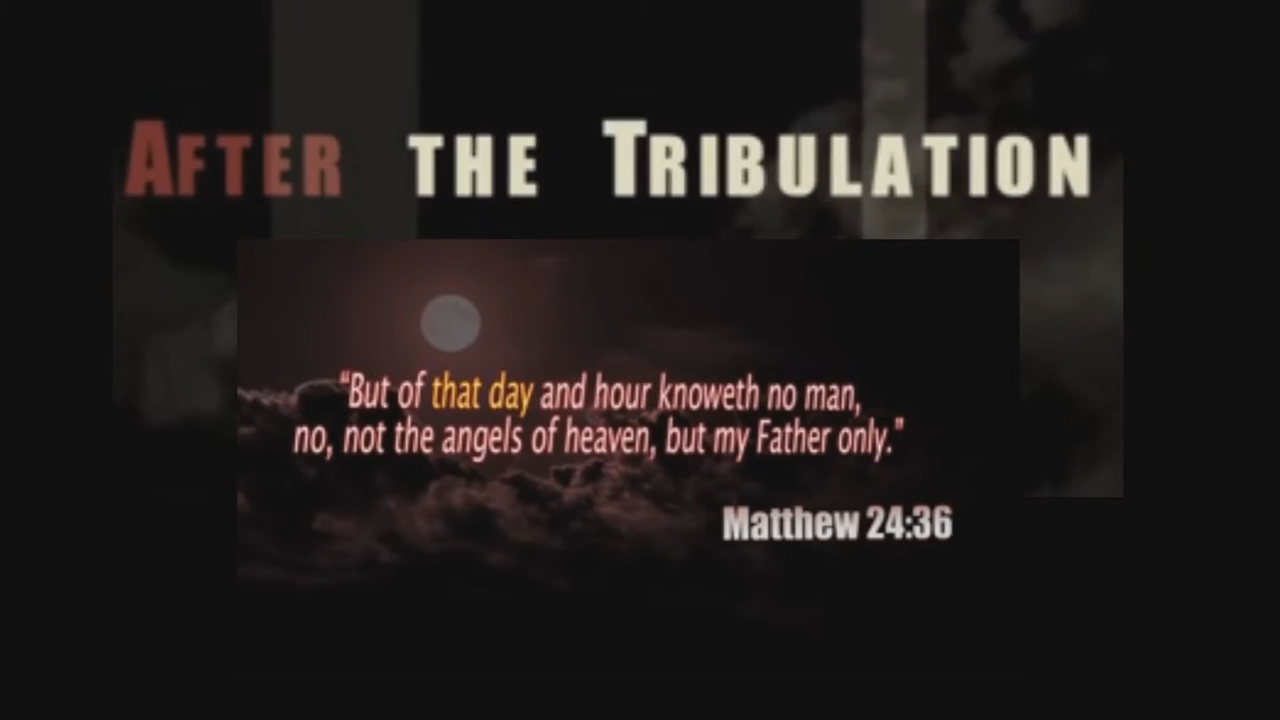 AFTER THE TRIBULATION
“But of that day and hour knoweth no man,
no, not the angels of heaven, but my Father only.”
Matthew 24:36